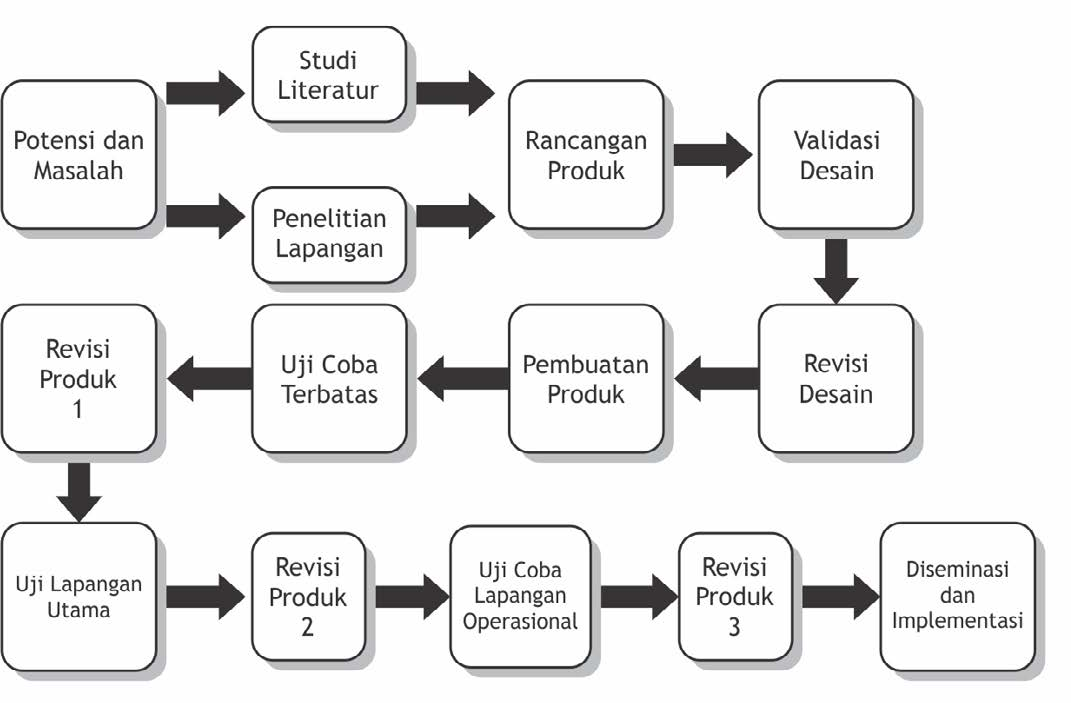 Potensi dan
Masalah
Studi
Literatur
Penelitian
Lapangan
Rancangan
Produk
Validasi
Desain
Revisi
Desain
Pembuatan
Produk
Uji Coba
Terbatas
Revisi
Produk
1
Uji Lapangan
Utama
Revisi
Produk
2
Uji Coba
Lapangan
Operasional
Revisi
Produk
3
Diseminasi
dan
Implementasi